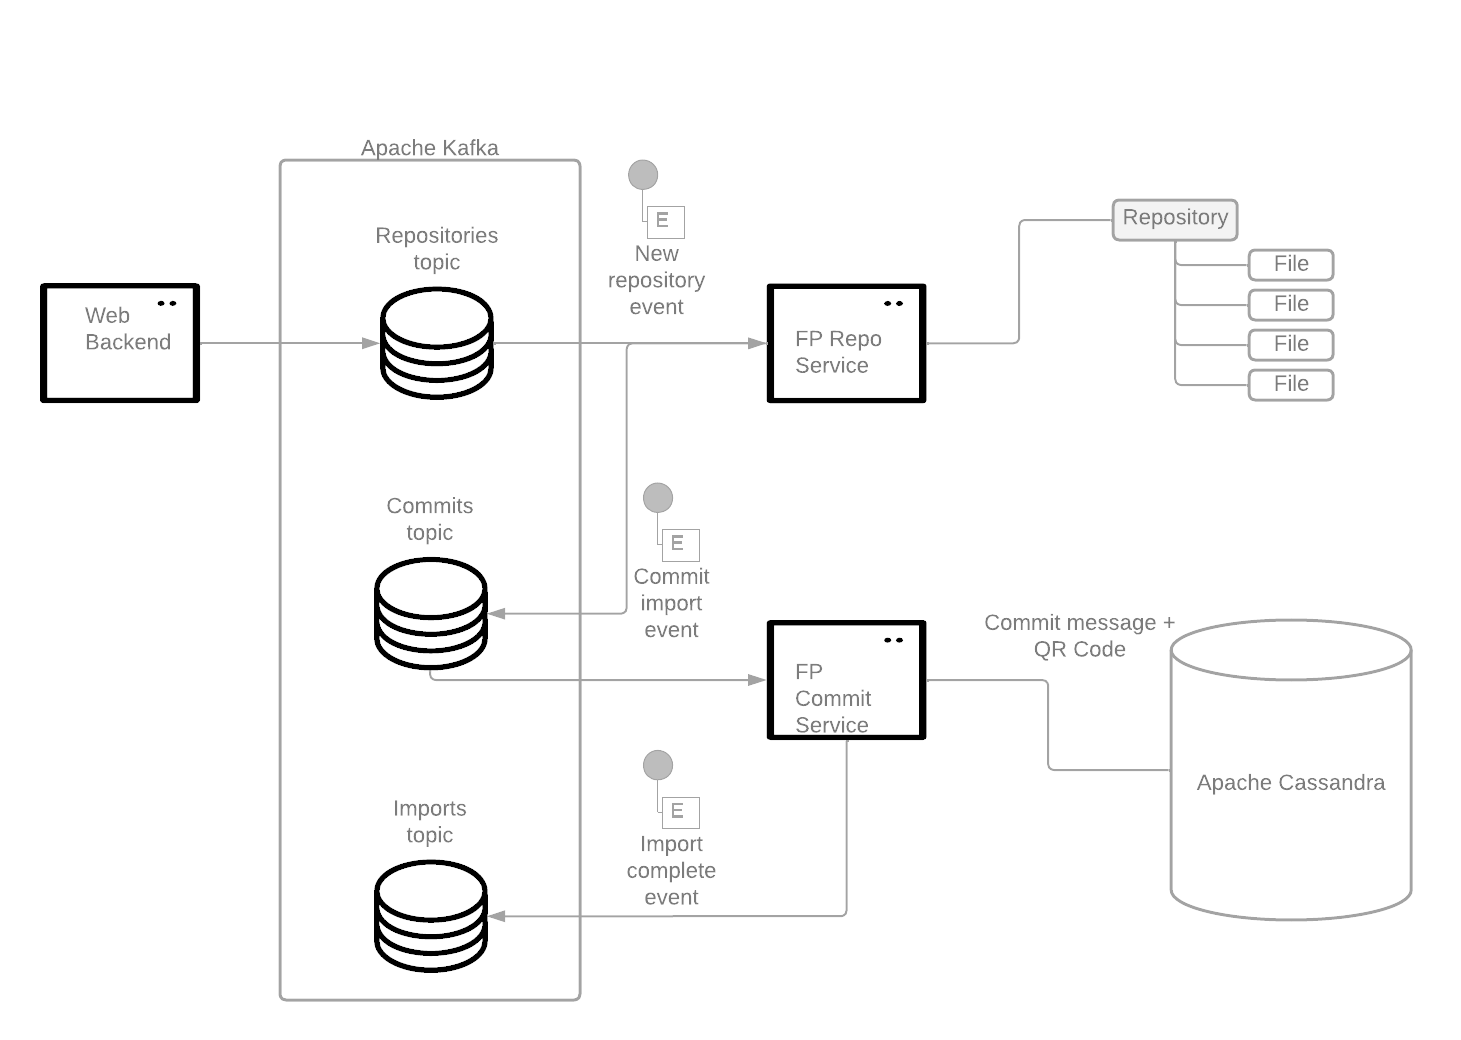 Apache Kafka
Repositories
topic
E
New
repository
event
Web
Backend
FP Repo
Service
Repository
File
File
File
File
Commits
topic
E
Commit
import
event
FP
Commit
Service
Commit message +
QR Code
Apache Cassandra
Imports
topic
E
Import
complete
event